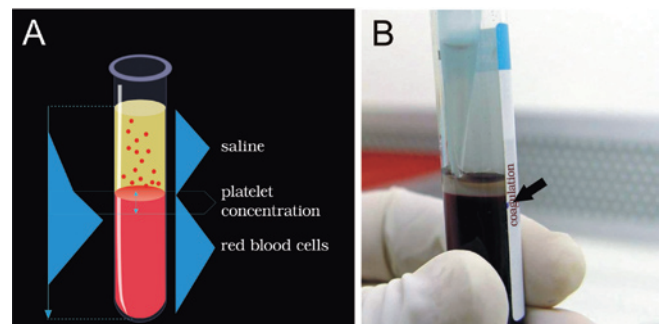 A
saline
platelet
concentration
red blood cells
B
coagulation